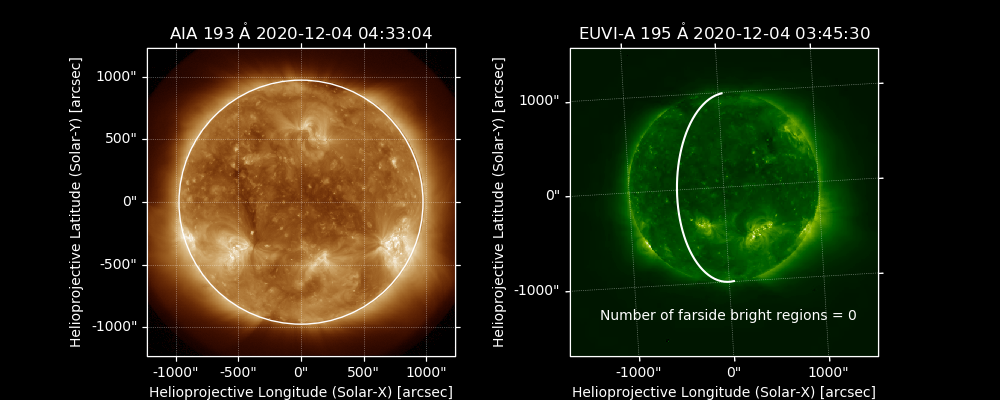 AIA 193 Å 2020-12-04 04:33:04
Helioprojective Latitude (Solar-Y) [arcsec]
1000"
500"
0"
-500"
-1000"
-1000"
-500"
0"
500"
1000"
Helioprojective Longitude (Solar-X) [arcsec]
EUVI-A 195 Å 2020-12-04 03:45:30
Helioprojective Latitude (Solar-Y) [arcsec]
1000"
0"
-1000"
Number of farside bright regions = 0
-1000"
0"
1000"
Helioprojective Longitude (Solar-X) [arcsec]